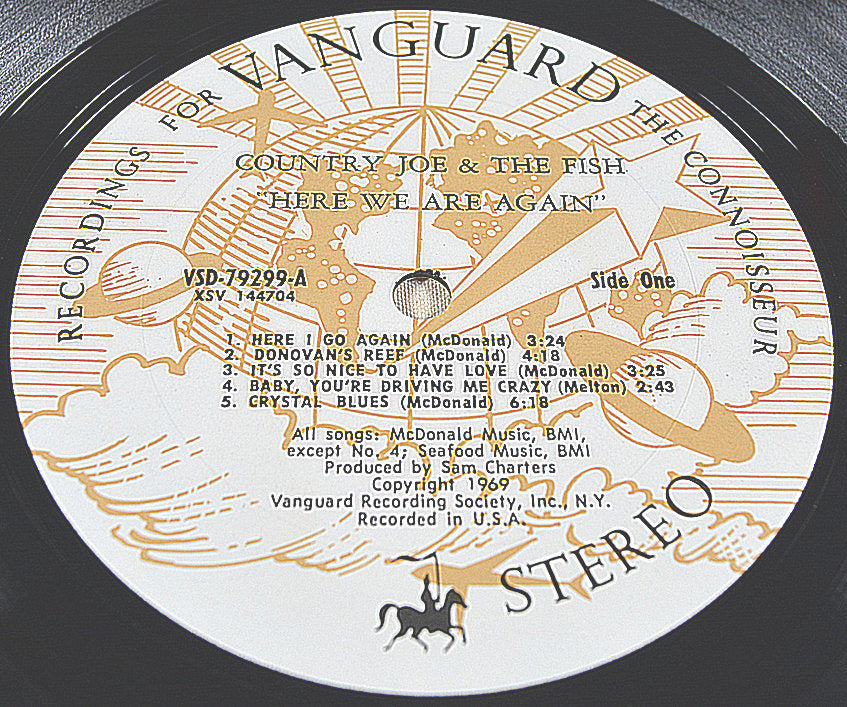 RECORDINGS FOR VANGUARD THE CONNOISSEUR
COUNTRY JOE & THE FISH
"HERE WE ARE AGAIN"
VSD-79299-A
XSV 144704
Side One
1. HERE I GO AGAIN (McDonald) 3:24
2. DONOVAN'S REEF (McDonald) 4:18
3. IT'S SO NICE TO HAVE LOVE (McDonald) 3:25
4. BABY, YOU'RE DRIVING ME CRAZY (Melton) 2:43
5. CRYSTAL BLUES (McDonald) 6:18
All songs: McDonald Music, BMI,
except No. 4; Seafood Music, BMI
Produced by Sam Charters
Copyright 1969
Vanguard Recording Society, Inc., N.Y.
Recorded in U.S.A.
STEREO